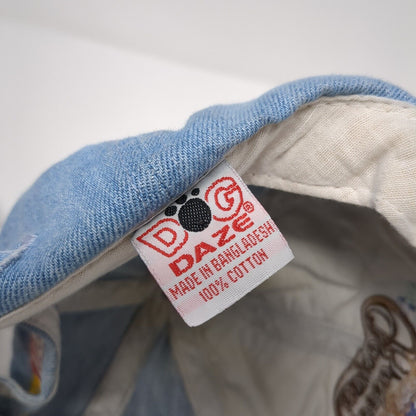 DOG
DAZE®
MADE IN BANGLADESH
100% COTTON